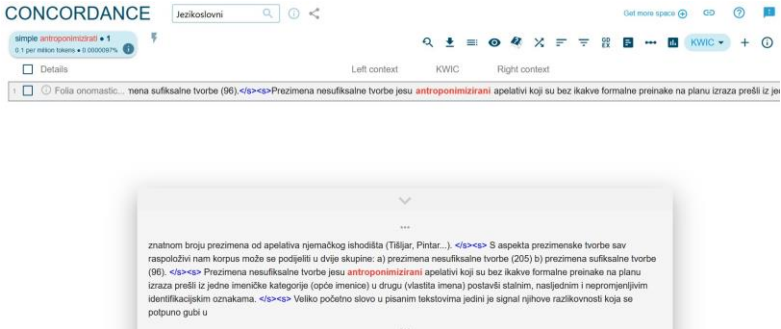 CONCORDANCE
Jezikoslovni
Get more space
simple antroponimizirati • 1
0.1 per million tokens • 0.0000097%
GD
EX
KWIC
Details
Left context
KWIC
Right context
Folia onomastic... mena sufiksalne tvorbe (96).</s><s>Prezimena nesufiksalne tvorbe jesu antroponimizirani apelativi koji su bez ikakve formalne preinake na planu izraza prešli iz je
...
znatnom broju prezimena od apelativa njemačkog ishodišta (Tišljar, Pintar...). </s><s> S aspekta prezimenske tvorbe sav
raspoloživi nam korpus može se podijeliti u dvije skupine: a) prezimena nesufiksalne tvorbe (205) b) prezimena sufiksalne tvorbe
(96). </s><s> Prezimena nesufiksalne tvorbe jesu antroponimizirani apelativi koji su bez ikakve formalne preinake na planu
izraza prešli iz jedne imeničke kategorije (opće imenice) u drugu (vlastita imena) postavši stalnim, nasljednim i nepromjenljivim
identifikacijskim oznakama. </s><s> Veliko početno slovo u pisanim tekstovima jedini je signal njihove razlikovnosti koja se
potpuno gubi u